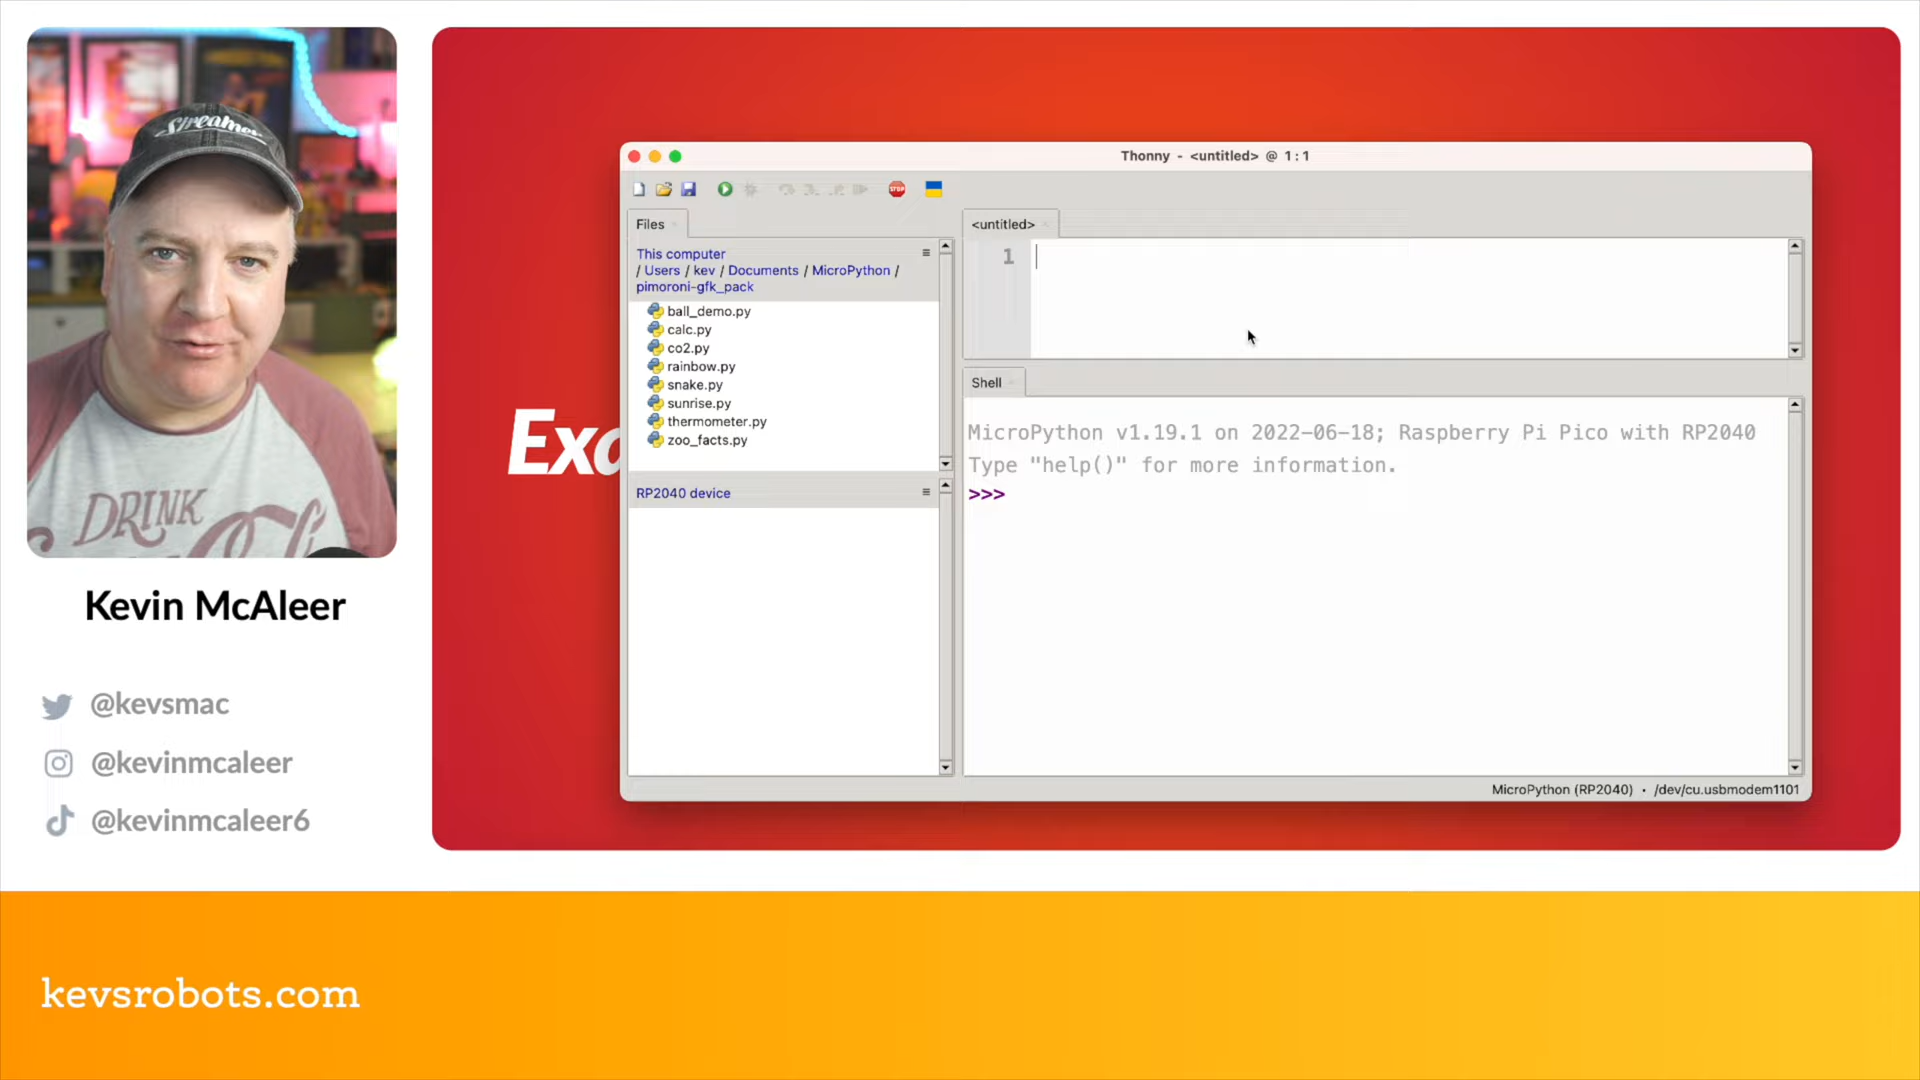 Streamer
DRINK
Kevin McAleer
@kevsmac
@kevinmcaleer
@kevinmcaleer6
kevsrobots.com
Thonny - <untitled> @ 1:1
STOP
Files
This computer
/ Users / kev / Documents / MicroPython /
pimoroni-gfk_pack
ball_demo.py
calc.py
co2.py
rainbow.py
snake.py
sunrise.py
thermometer.py
zoo_facts.py
RP2040 device
<untitled>
1
Shell
MicroPython v1.19.1 on 2022-06-18; Raspberry Pi Pico with RP2040
Type "help()" for more information.
>>>
MicroPython (RP2040) • /dev/cu.usbmodem1101